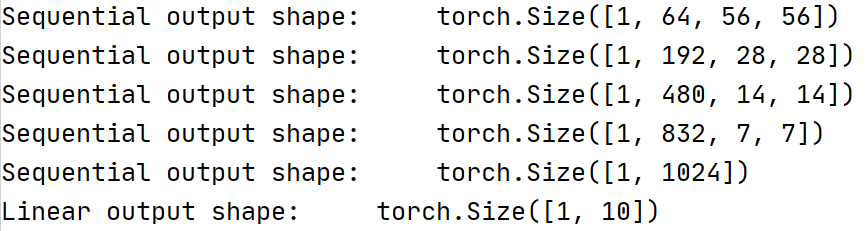 Sequential output shape:     torch.Size([1, 64, 56, 56])
Sequential output shape:     torch.Size([1, 192, 28, 28])
Sequential output shape:     torch.Size([1, 480, 14, 14])
Sequential output shape:     torch.Size([1, 832, 7, 7])
Sequential output shape:     torch.Size([1, 1024])
Linear output shape:     torch.Size([1, 10])